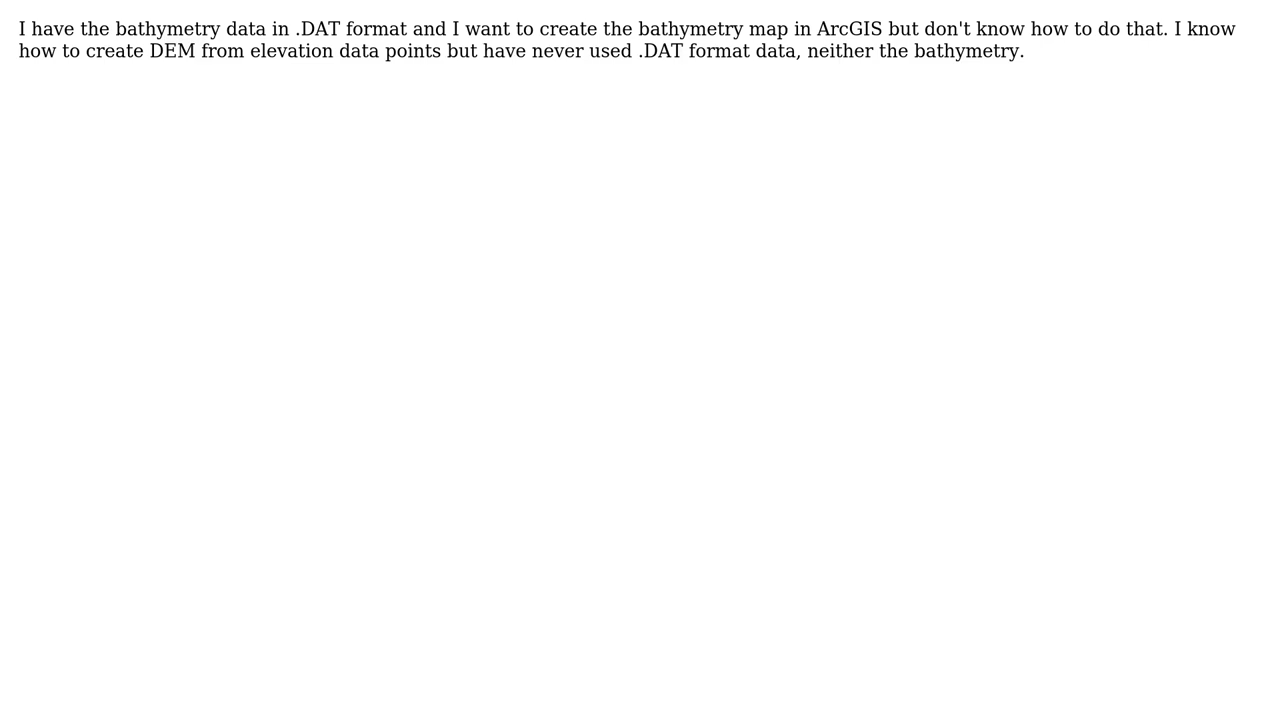 I have the bathymetry data in .DAT format and I want to create the bathymetry map in ArcGIS but don't know how to do that. I know
how to create DEM from elevation data points but have never used .DAT format data, neither the bathymetry.